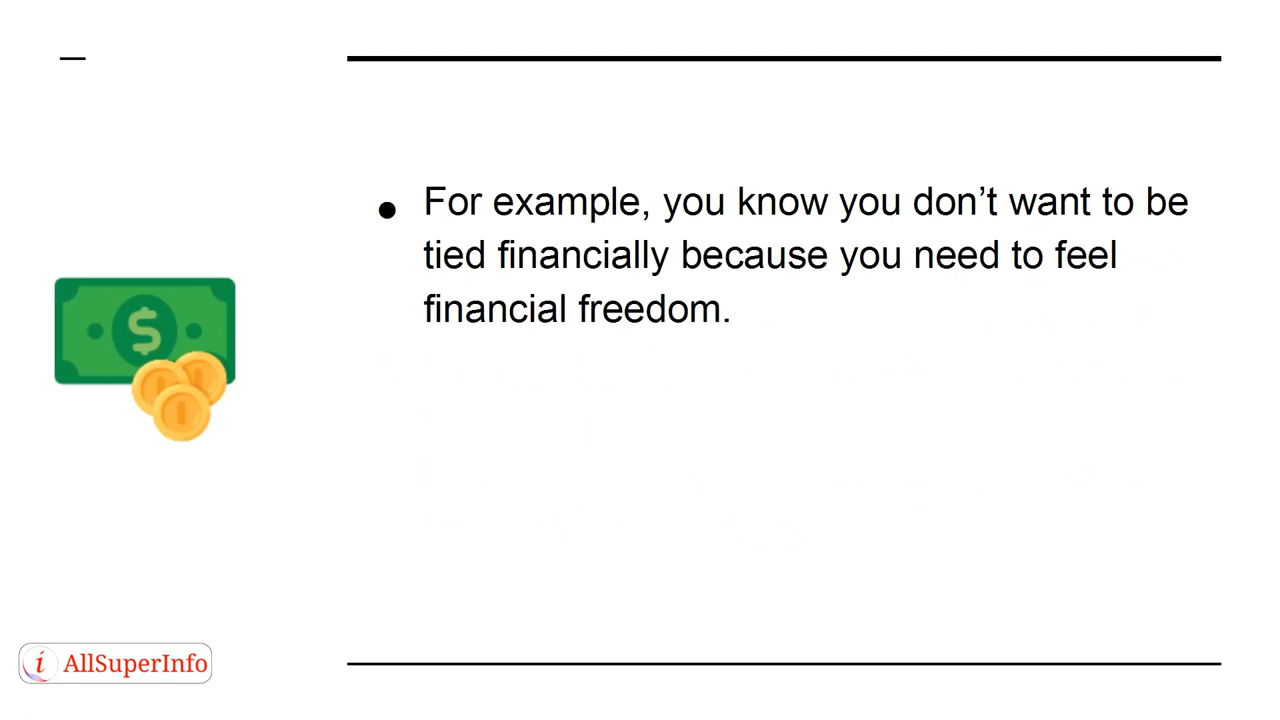 • For example, you know you don’t want to be
tied financially because you need to feel
financial freedom.
$
i AllSuperInfo